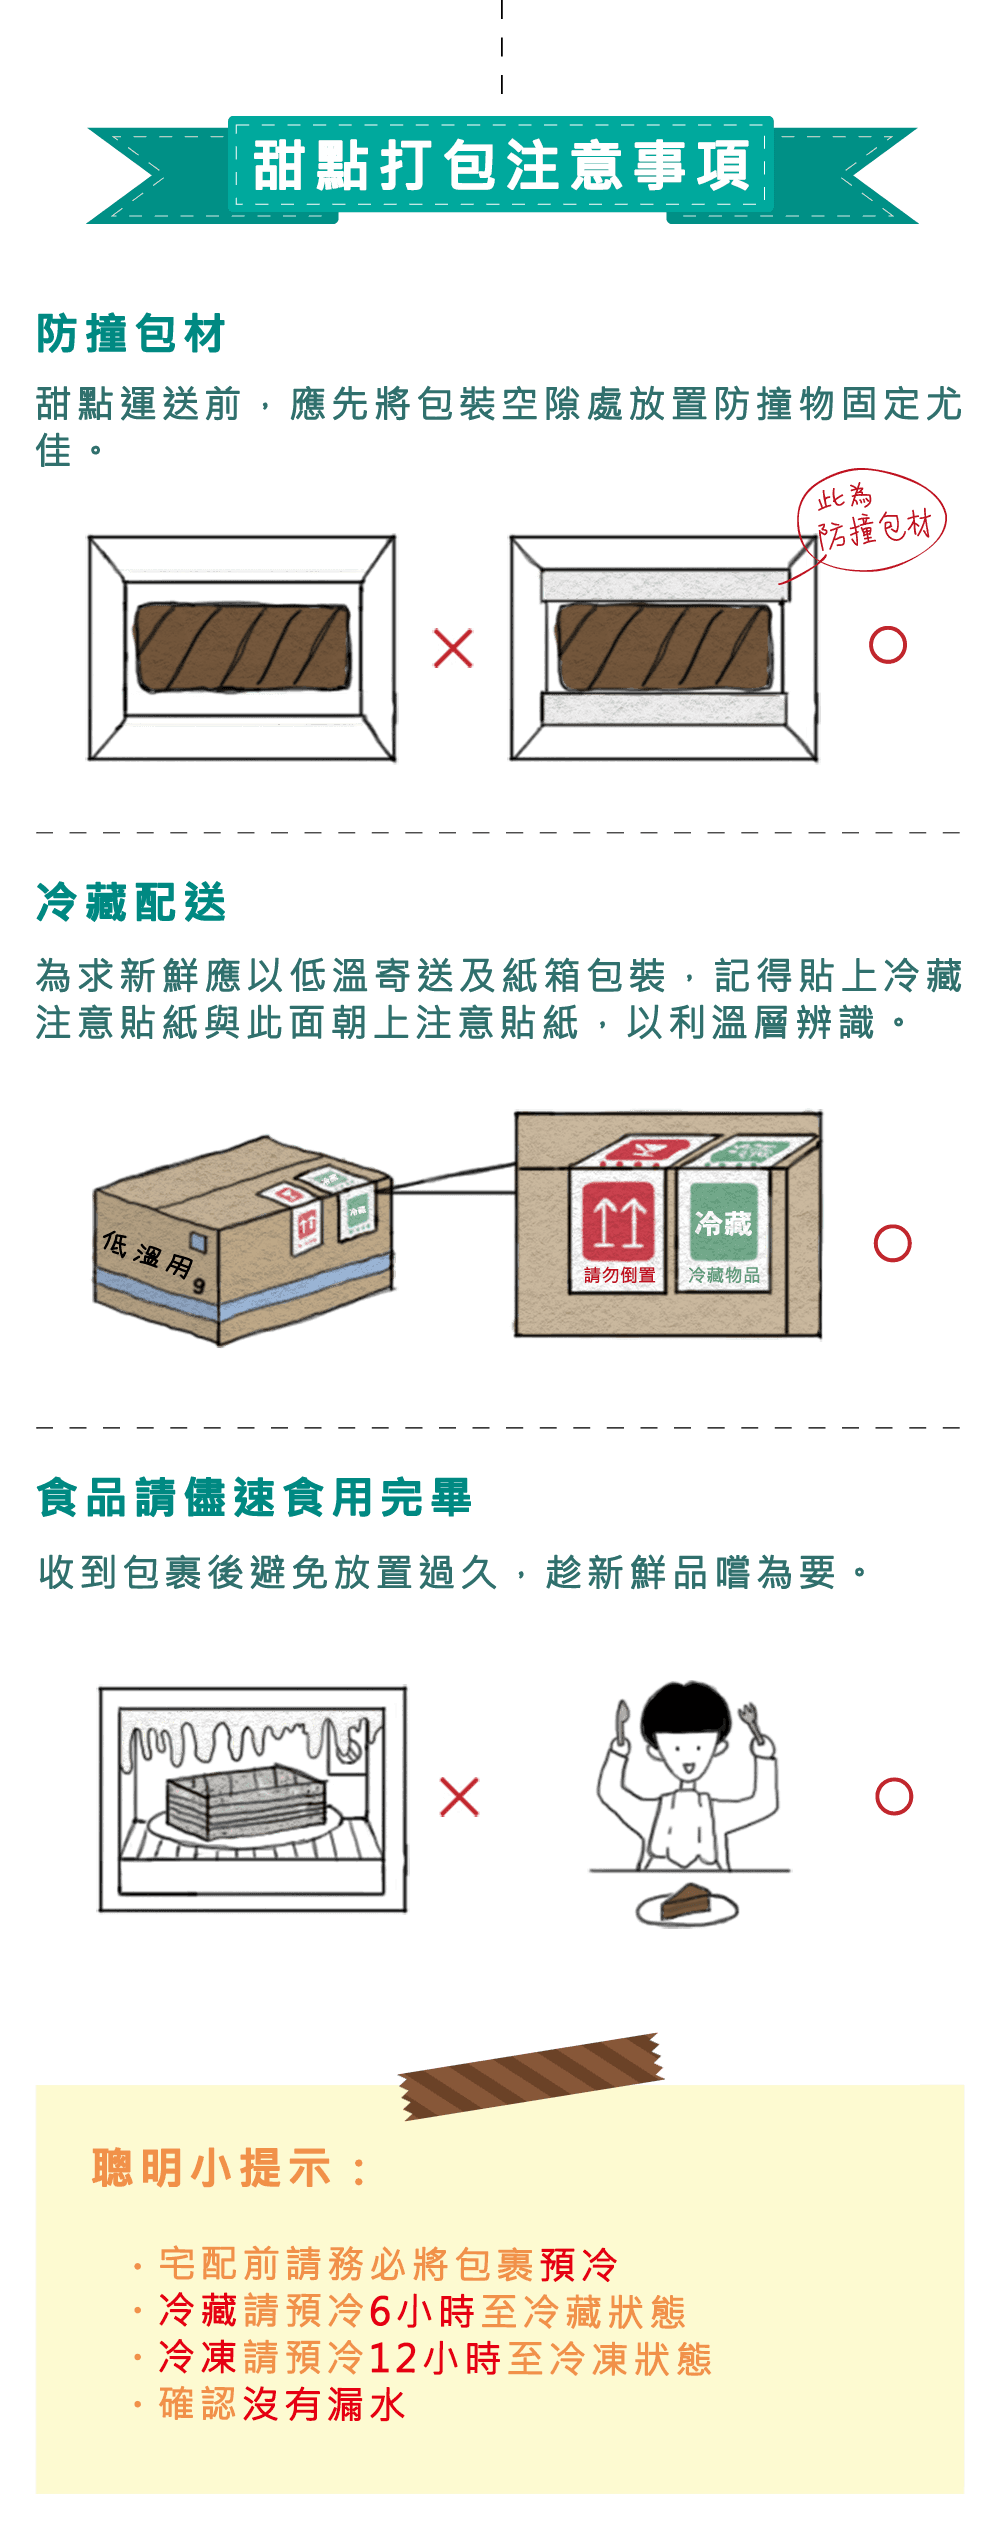 甜點打包注意事項
防撞包材
甜點運送前，應先將包裝空隙處放置防撞物固定尤
佳。
此為
防撞包材
冷藏配送
為求新鮮應以低溫寄送及紙箱包裝，記得貼上冷藏
注意貼紙與此面朝上注意貼紙，以利溫層辨識。
低溫用
9
冷藏
冷藏
冷藏
請勿倒置
冷藏物品
食品請儘速食用完畢
收到包裹後避免放置過久，趁新鮮品嚐為要。
聰明小提示：
·宅配前請務必將包裹預冷
·冷藏請預冷6小時至冷藏狀態
·冷凍請預冷12小時至冷凍狀態
·確認沒有漏水